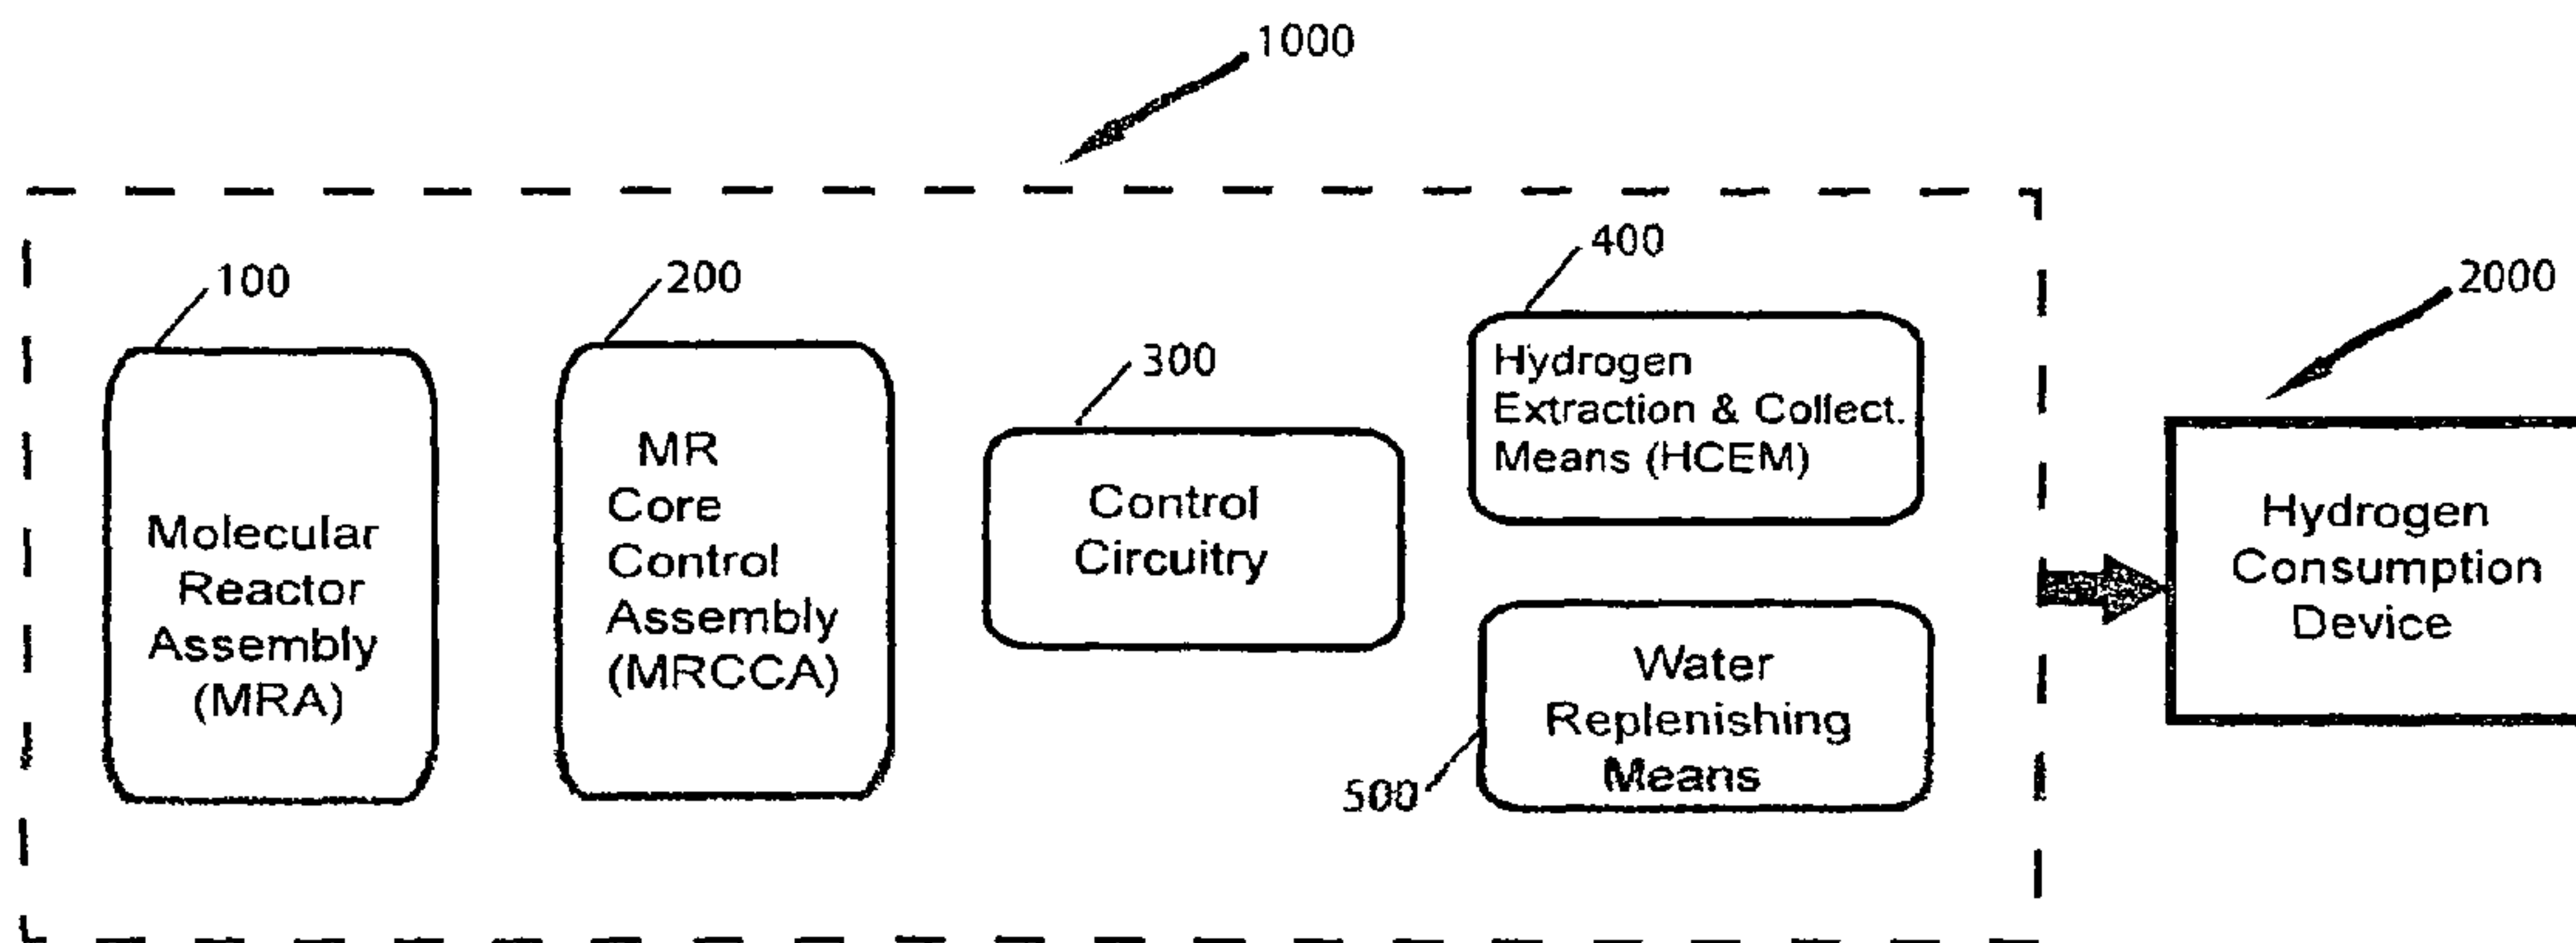 1000
100
Molecular
Reactor
Assembly
(MRA)
200
MR
Core
Control
Assembly
(MRCCA)
300
Control
Circuitry
400
Hydrogen
Extraction & Collect.
Means (HCEM)
500
Water
Replenishing
Means
2000
Hydrogen
Consumption
Device